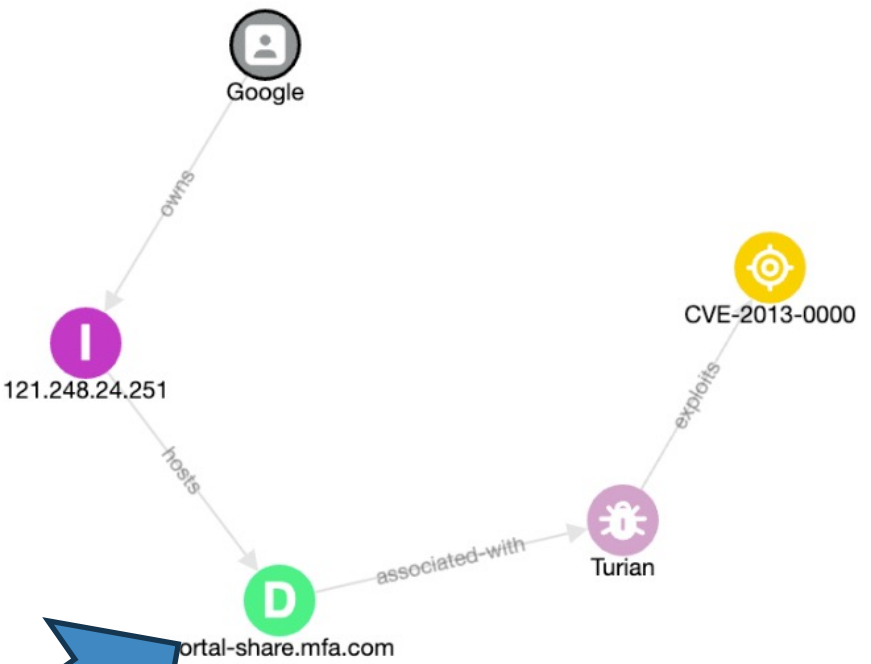 Google
owns
CVE-2013-0000
I
121.248.24.251
exploits
hosts
associated-with
Turian
D
ortal-share.mfa.com